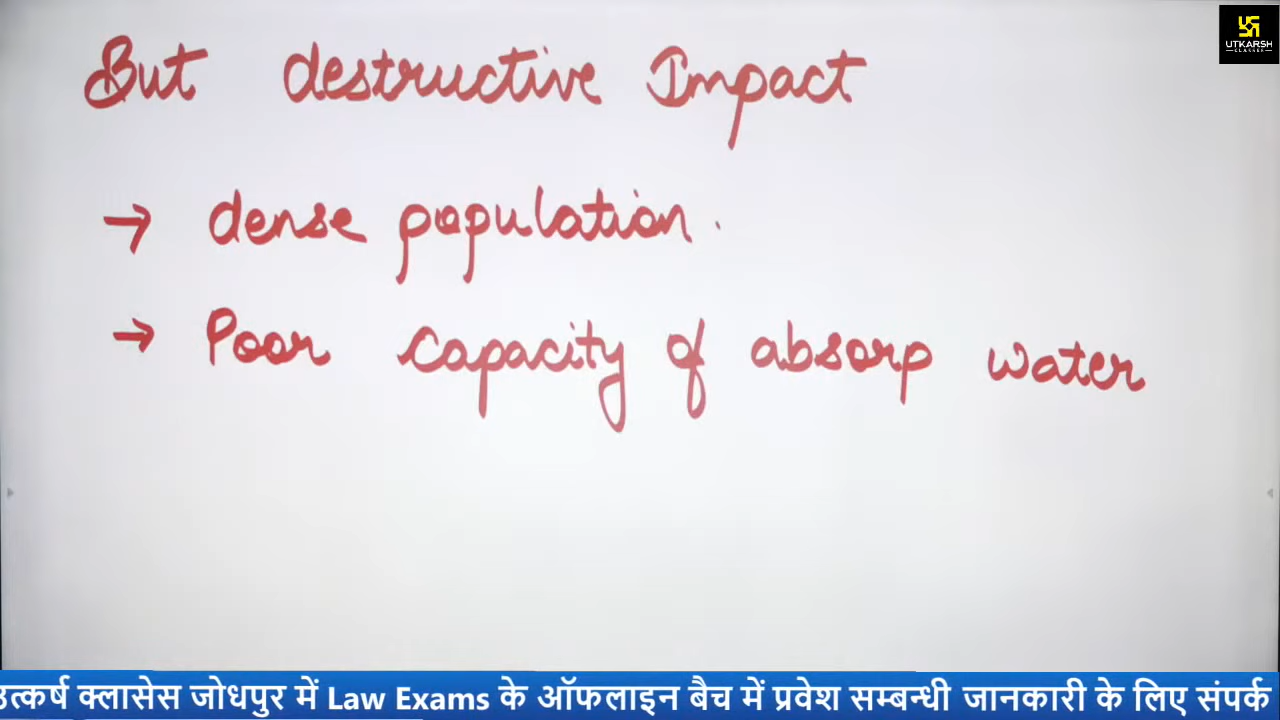 UTKARSH
CLASSES
But destructive Impact
→ dense population.
→ Poor capacity of absorp water
उत्कर्ष क्लासेस जोधपुर में Law Exams के ऑफलाइन बैच में प्रवेश सम्बन्धी जानकारी के लिए संपर्क